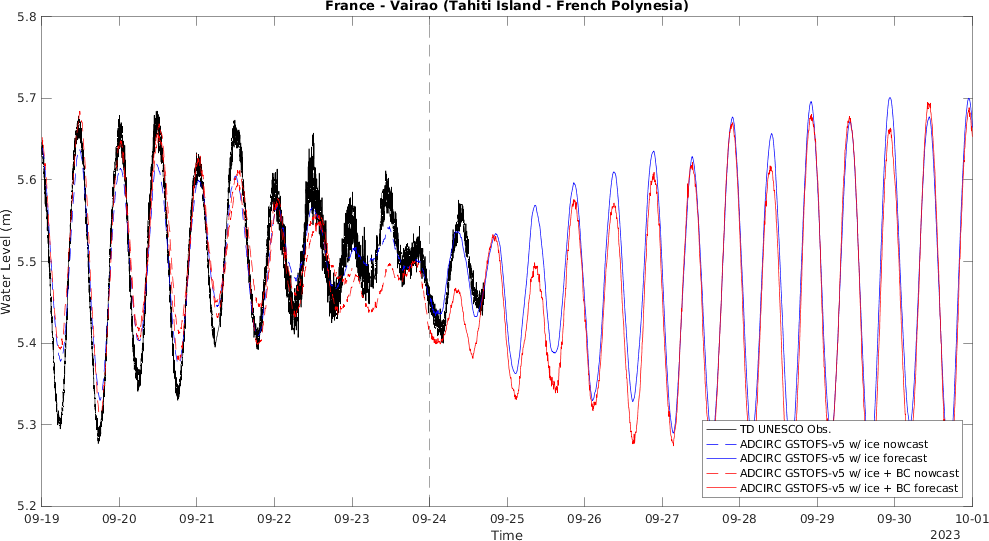 France - Vairao (Tahiti Island - French Polynesia)
5.8
5.7
5.6
5.5
5.4
5.3
5.2
Water Level (m)
TD UNESCO Obs.
ADCIRC GSTOFS-v5 w/ ice nowcast
ADCIRC GSTOFS-v5 w/ ice forecast
ADCIRC GSTOFS-v5 w/ ice + BC nowcast
ADCIRC GSTOFS-v5 w/ ice + BC forecast
09-19 09-20 09-21 09-22 09-23 09-24 09-25 09-26 09-27 09-28 09-29 09-30 10-01
Time
2023